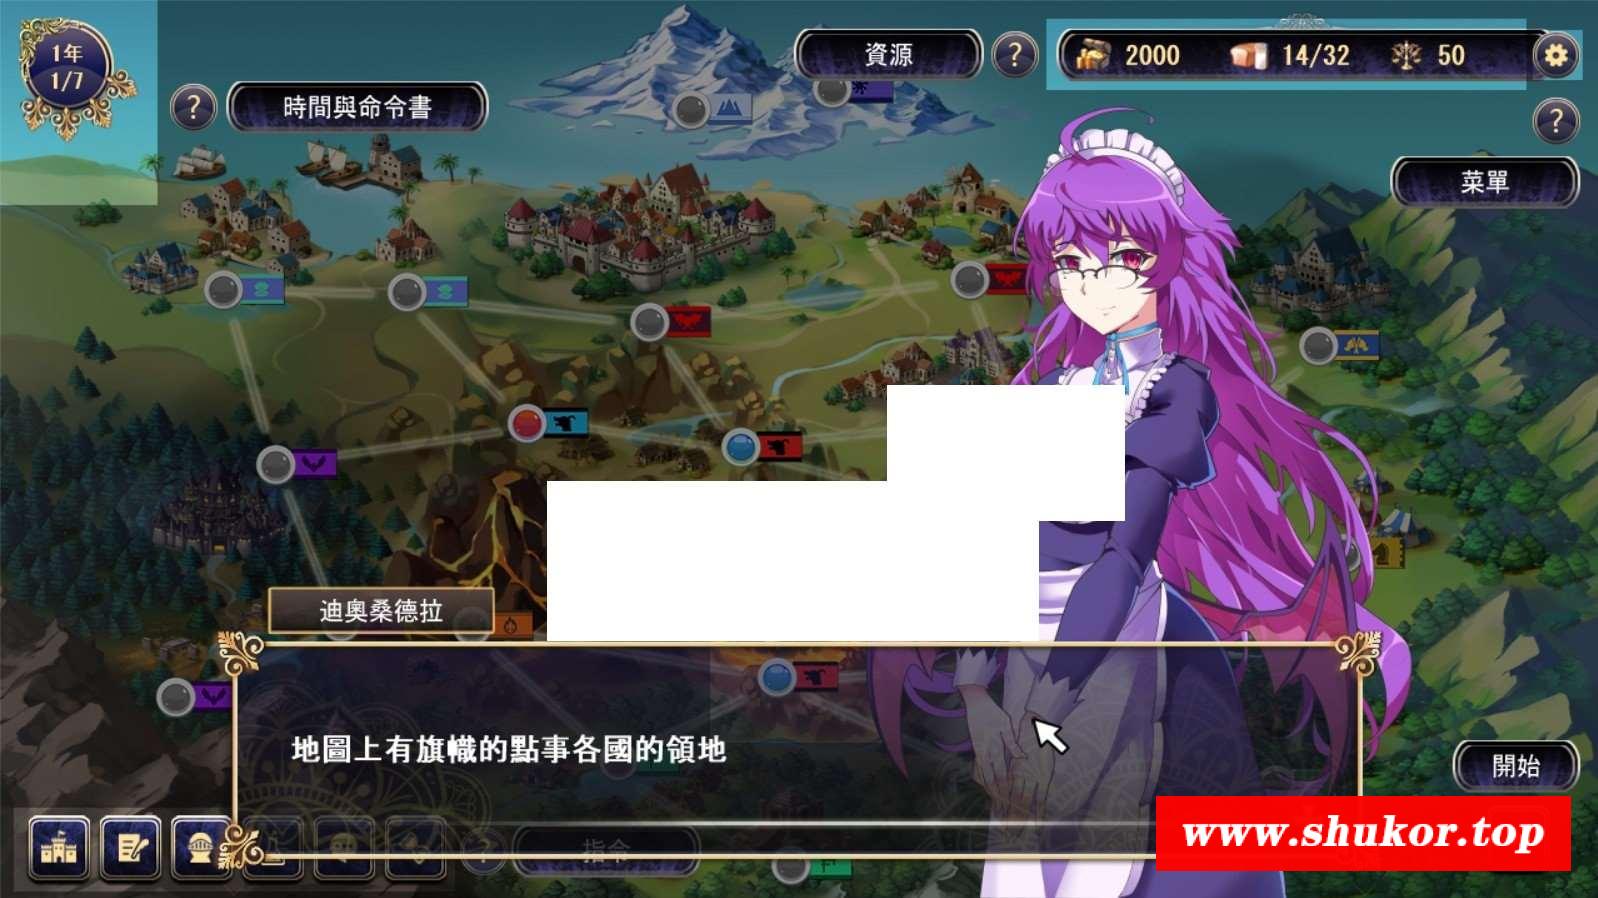 1年
1/7
時間與命令書
?
資源
?
2000
14/32
50
?
菜單
迪奧桑德拉
地圖上有旗幟的點事各國的領地
開始
?
指令
www.shukor.top